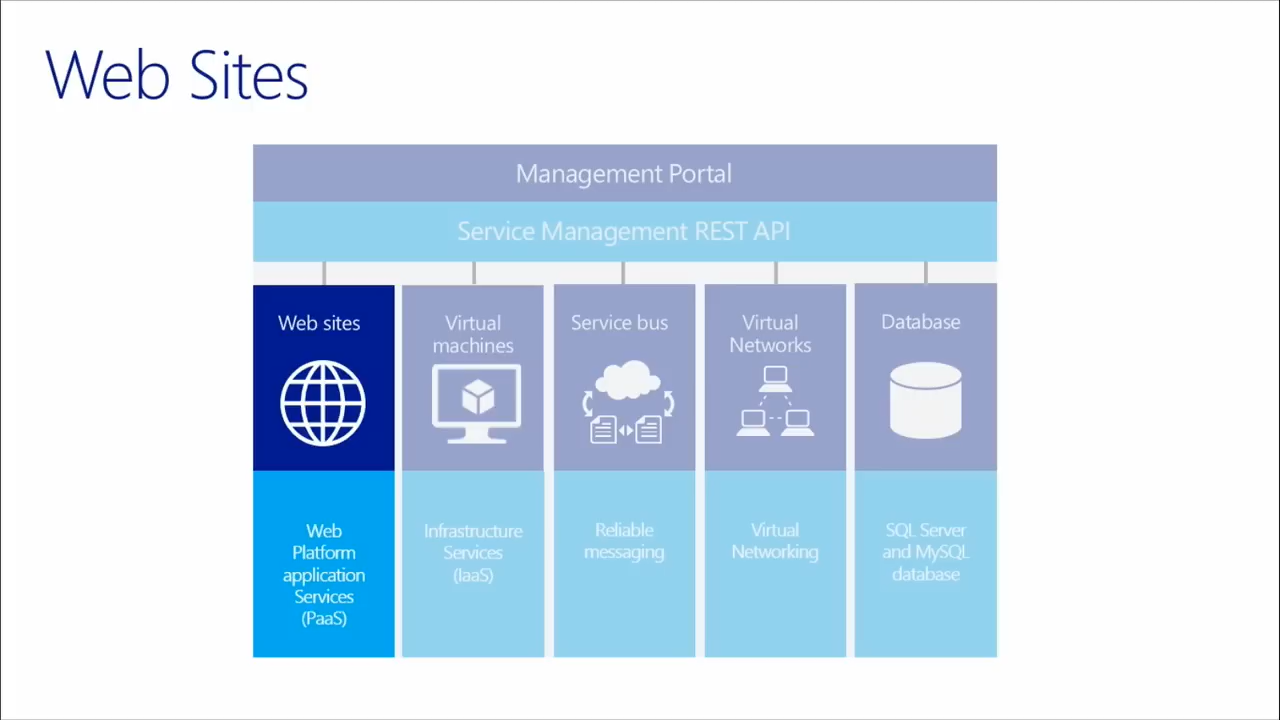 Web Sites
Management Portal
Service Management REST API
Web sites
Virtual
machines
Service bus
Virtual
Networks
Database
Web
Platform
application
Services
(PaaS)
Infrastructure
Services
(IaaS)
Reliable
messaging
Virtual
Networking
SQL Server
and MySQL
database